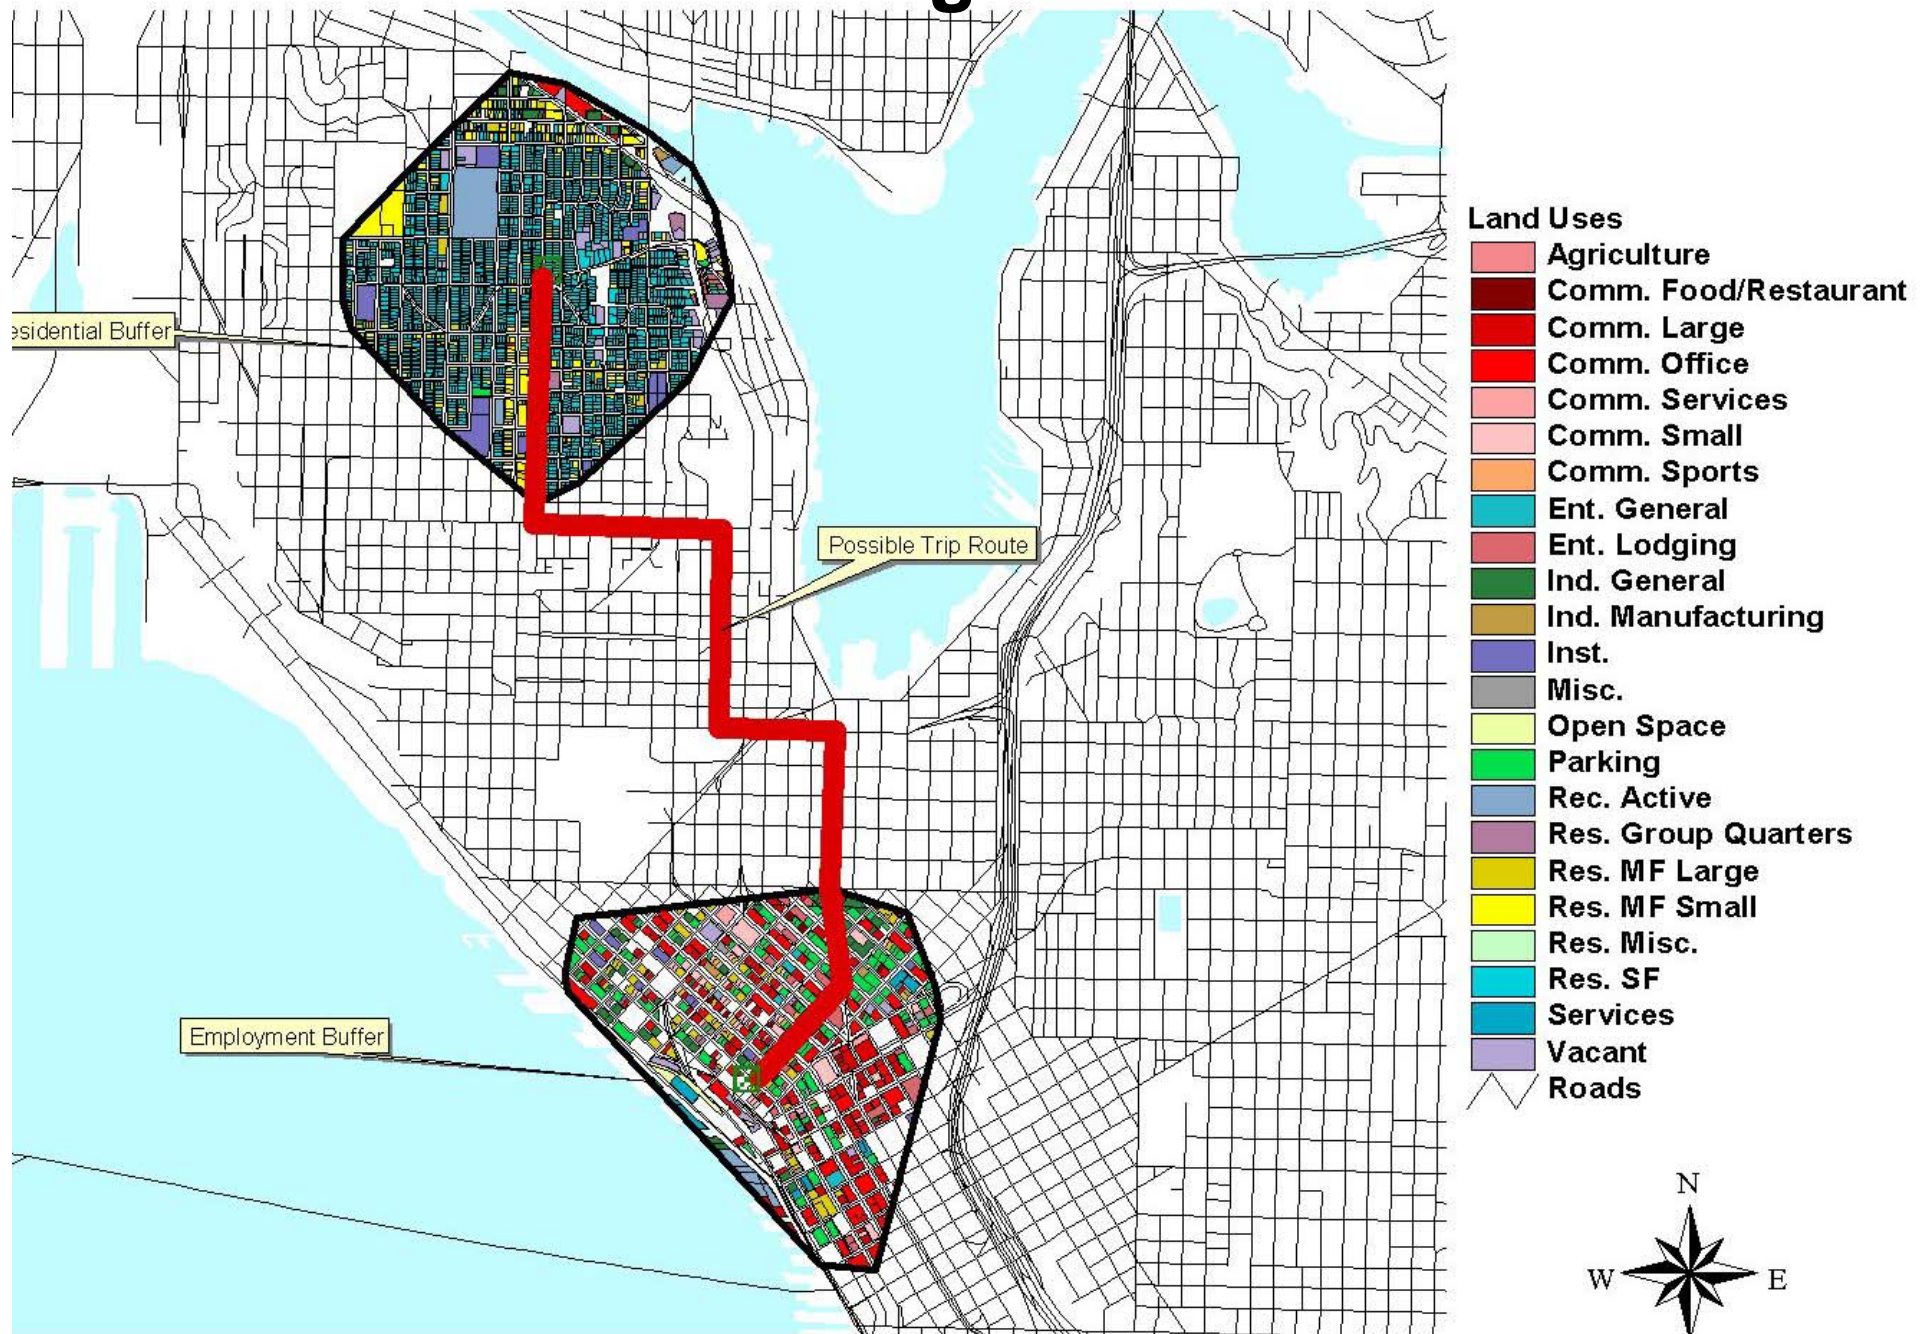 esidential Buffer
Possible Trip Route
Employment Buffer
Land Uses
Agriculture
Comm. Food/Restaurant
Comm. Large
Comm. Office
Comm. Services
Comm. Small
Comm. Sports
Ent. General
Ent. Lodging
Ind. General
Ind. Manufacturing
Inst.
Misc.
Open Space
Parking
Rec. Active
Res. Group Quarters
Res. MF Large
Res. MF Small
Res. Misc.
Res. SF
Services
Vacant
Roads
N
W E